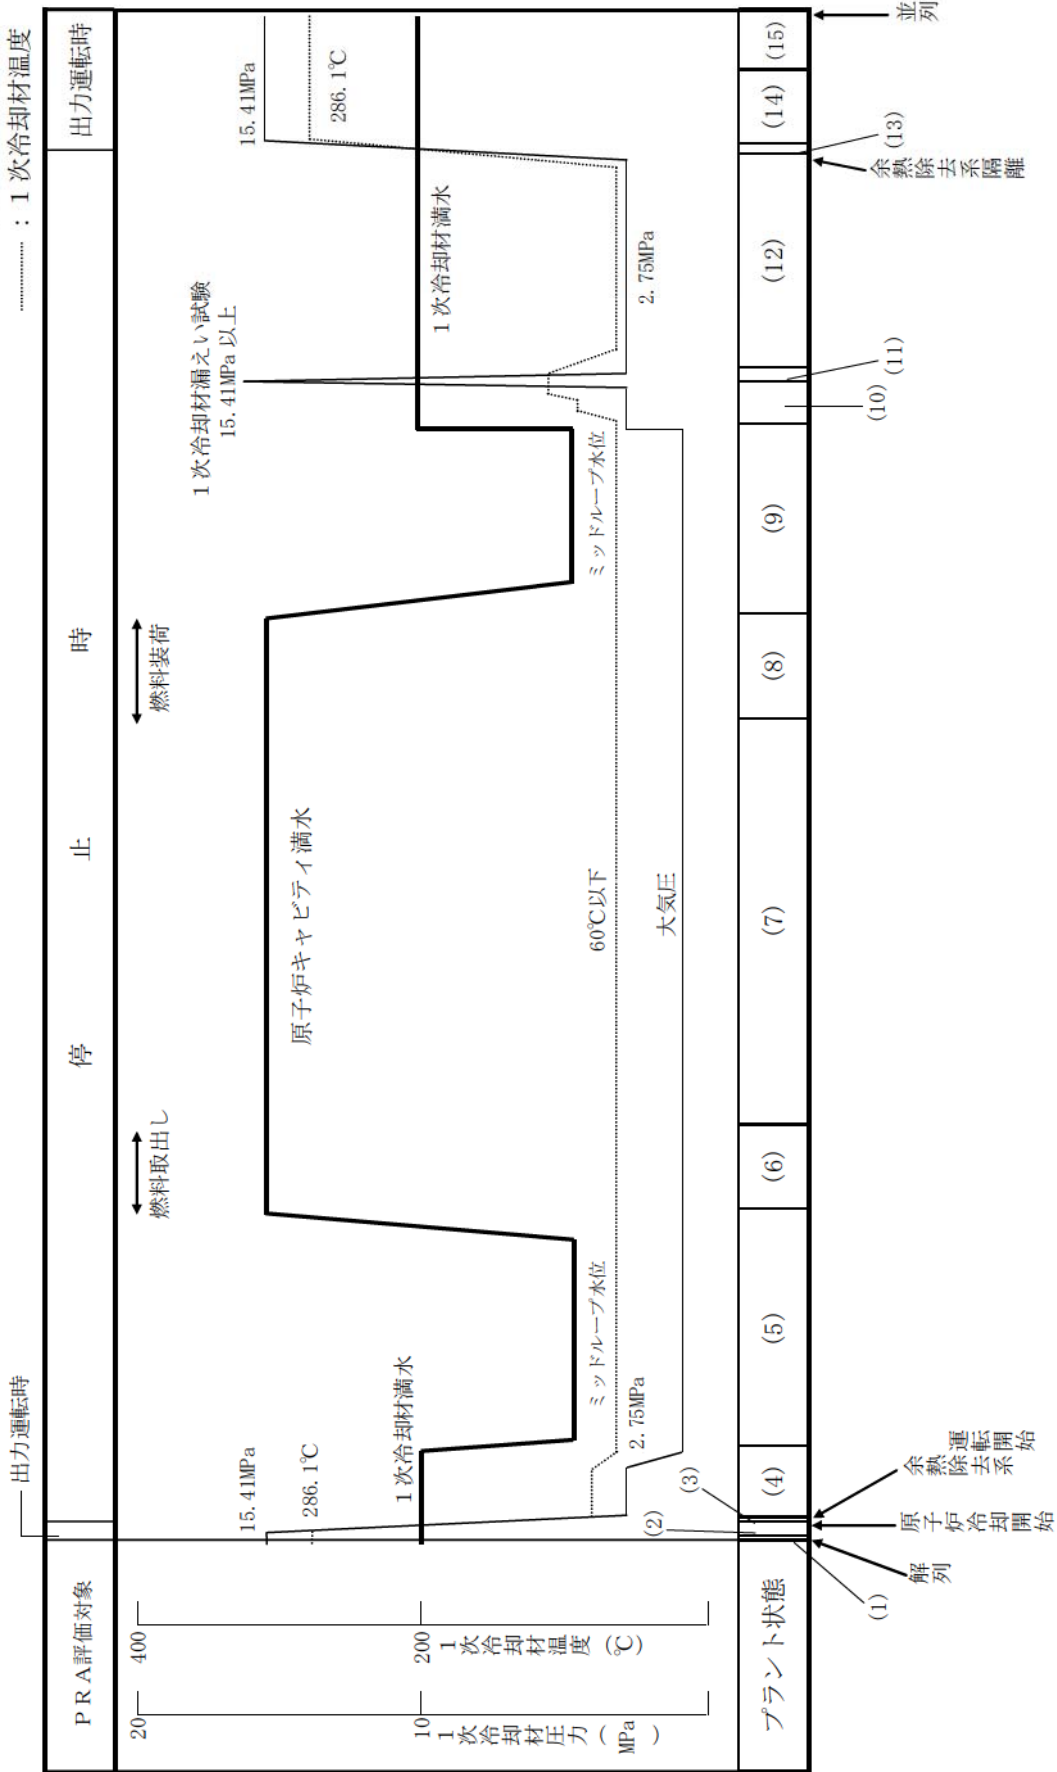 ………… : 1次冷却材温度
PRA評価対象
出力運転時
停止時
出力運転時
燃料取出し
燃料装荷
20
10
1次冷却材圧力(MPa)
400
200
1次冷却材温度(℃)
15.41MPa
286.1℃
1次冷却材満水
ミッドループ水位
2.75MPa
原子炉キャビティ満水
60℃以下
大気圧
ミッドループ水位
1次冷却材漏えい試験
15.41MPa 以上
1次冷却材満水
2.75MPa
15.41MPa
286.1℃
プラント状態
(1)
(2)
(3)
(4)
(5)
(6)
(7)
(8)
(9)
(10)
(11)
(12)
(13)
(14)
(15)
解列
原子炉冷却開始
余熱除去系
運転開始
余熱除去系隔離
並列